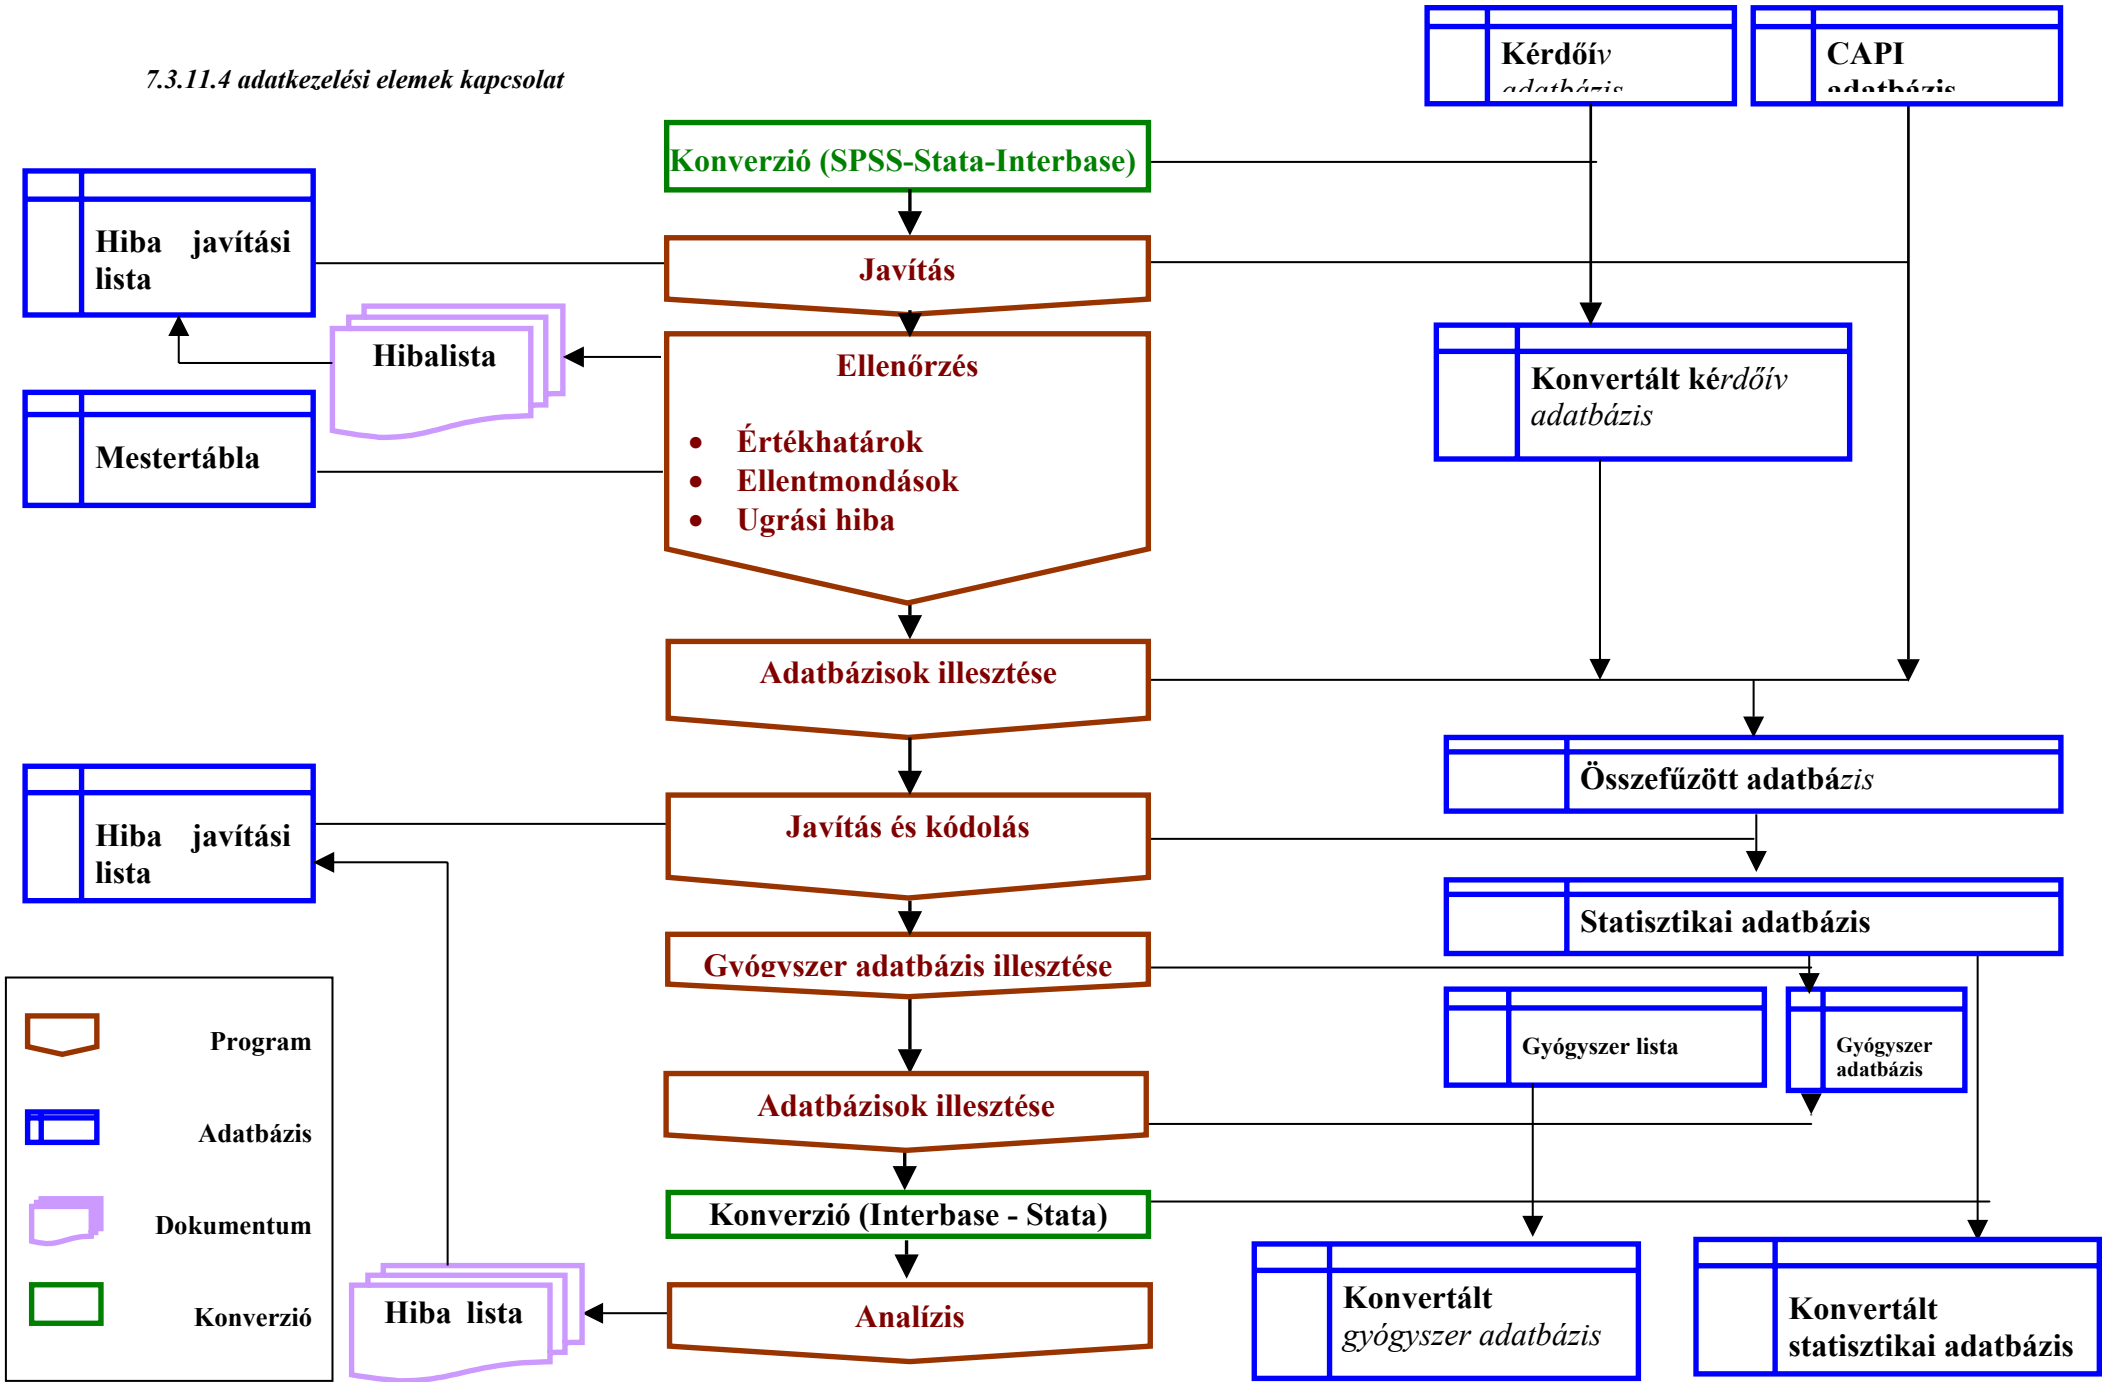 7.3.11.4 adatkezelési elemek kapcsolat
Kérdőív
adatbázis
CAPI
adatbázis
Konverzió (SPSS-Stata-Interbase)
Hiba javítási
lista
Javítás
Hibalista
Ellenőrzés
• Értékhatárok
• Ellentmondások
• Ugrási hiba
Mestertábla
Konvertált kérdőív
adatbázis
Adatbázisok illesztése
Összefűzött adatbázis
Hiba javítási
lista
Javítás és kódolás
Statisztikai adatbázis
Gyógyszer adatbázis illesztése
Gyógyszer lista
Gyógyszer
adatbázis
Adatbázisok illesztése
Konverzió (Interbase - Stata)
Hiba lista
Analízis
Konvertált
gyógyszer adatbázis
Konvertált
statisztikai adatbázis
Program
Adatbázis
Dokumentum
Konverzió